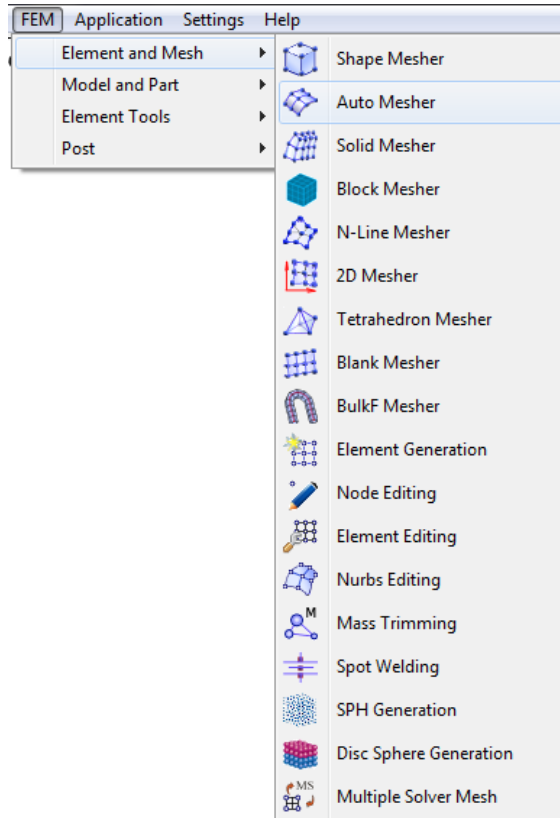 FEM Application Settings Help
Element and Mesh
Model and Part
Element Tools
Post
Shape Mesher
Auto Mesher
Solid Mesher
Block Mesher
N-Line Mesher
2D Mesher
Tetrahedron Mesher
Blank Mesher
BulkF Mesher
Element Generation
Node Editing
Element Editing
Nurbs Editing
M
Mass Trimming
Spot Welding
SPH Generation
Disc Sphere Generation
MS
Multiple Solver Mesh